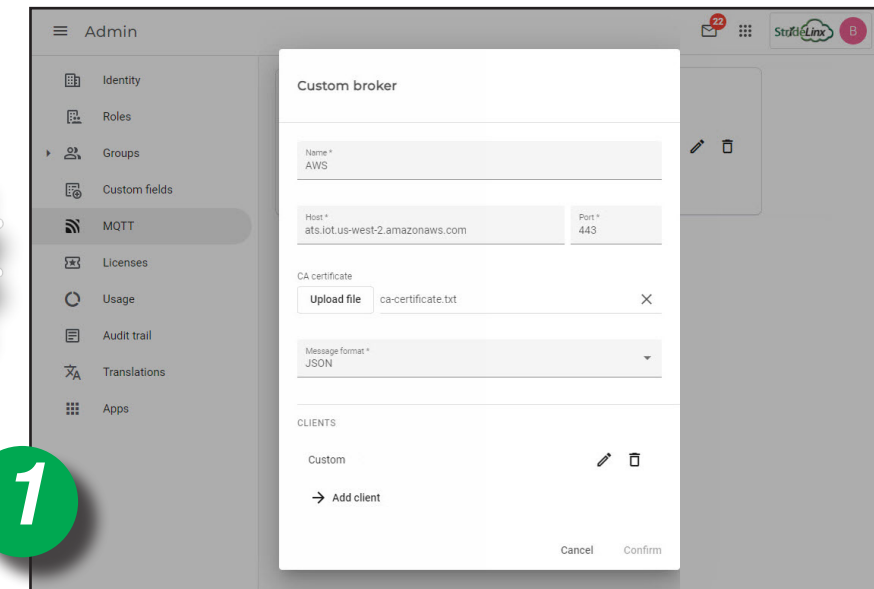 Admin
22
StrideLinx
B
Identity
Roles
Groups
Custom fields
MQTT
Licenses
Usage
Audit trail
Translations
Apps
Custom broker
Name *
AWS
Host *
ats.iot.us-west-2.amazonaws.com
Port *
443
CA certificate
Upload file ca-certificate.txt
Message format *
JSON
CLIENTS
Custom
Add client
Cancel Confirm
1